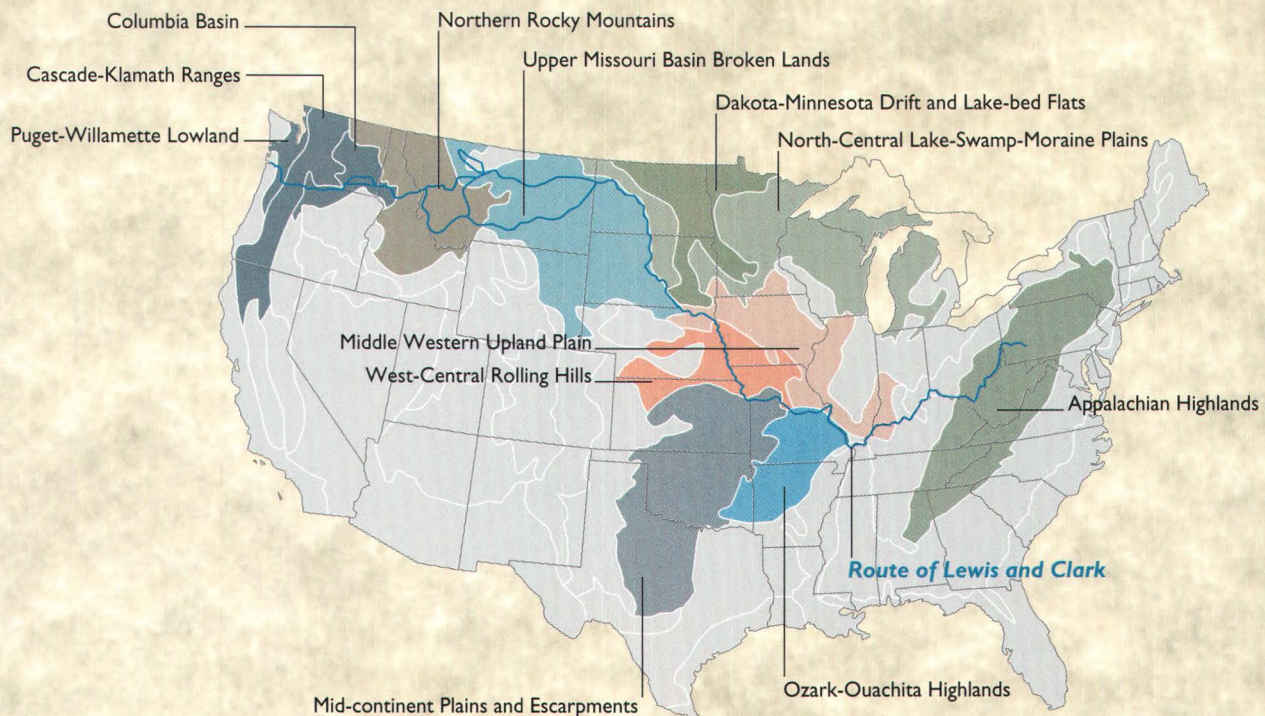 Columbia Basin
Northern Rocky Mountains
Cascade-Klamath Ranges
Upper Missouri Basin Broken Lands
Puget-Willamette Lowland
Dakota-Minnesota Drift and Lake-bed Flats
North-Central Lake-Swamp-Moraine Plains
Middle Western Upland Plain
West-Central Rolling Hills
Appalachian Highlands
Route of Lewis and Clark
Ozark-Ouachita Highlands
Mid-continent Plains and Escarpments